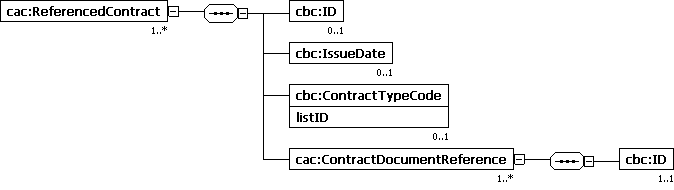 cac:ReferencedContract
1..*
cbc:ID
0..1
cbc:IssueDate
0..1
cbc:ContractTypeCode
listID
0..1
cac:ContractDocumentReference
1..*
cbc:ID
1..1